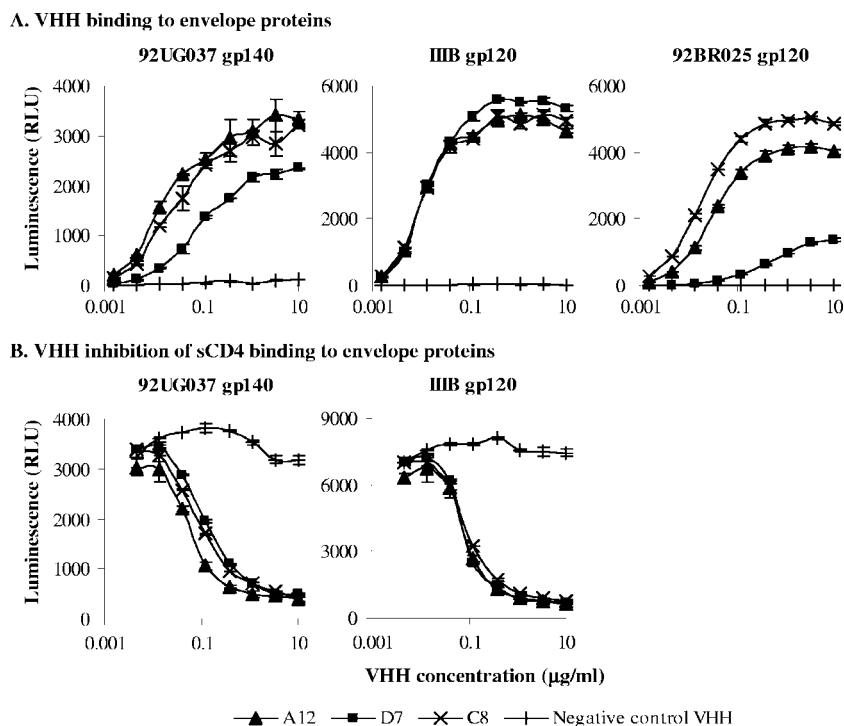 A. VHH binding to envelope proteins
92UG037 gp140
IIIB gp120
92BR025 gp120
Luminescence (RLU)
4000
3000
2000
1000
0
0.001
0.1
10
6000
4000
2000
0
0.001
0.1
10
6000
4000
2000
0
0.001
0.1
10
B. VHH inhibition of sCD4 binding to envelope proteins
92UG037 gp140
IIIB gp120
Luminescence (RLU)
4000
3000
2000
1000
0
0.001
0.1
10
9000
6000
3000
0
0.001
0.1
10
VHH concentration (µg/ml)
A12
D7
C8
Negative control VHH